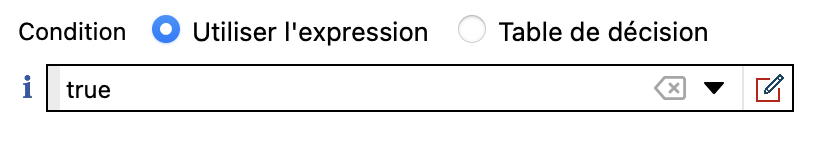 Condition Utiliser l'expression Table de décision
true